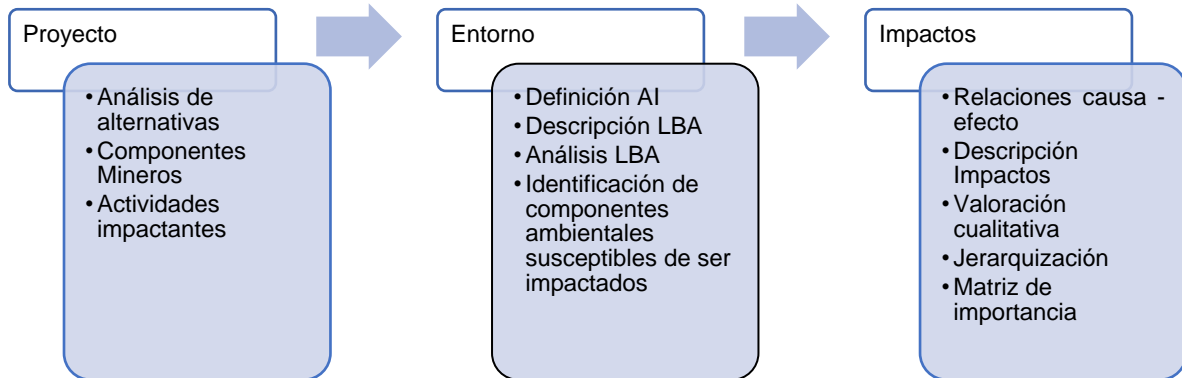 Proyecto
• Análisis de
alternativas
• Componentes
Mineros
• Actividades
impactantes
Entorno
• Definición AI
• Descripción LBA
• Análisis LBA
• Identificación de
componentes
ambientales
susceptibles de ser
impactados
Impactos
• Relaciones causa -
efecto
• Descripción
Impactos
• Valoración
cualitativa
• Jerarquización
• Matriz de
importancia